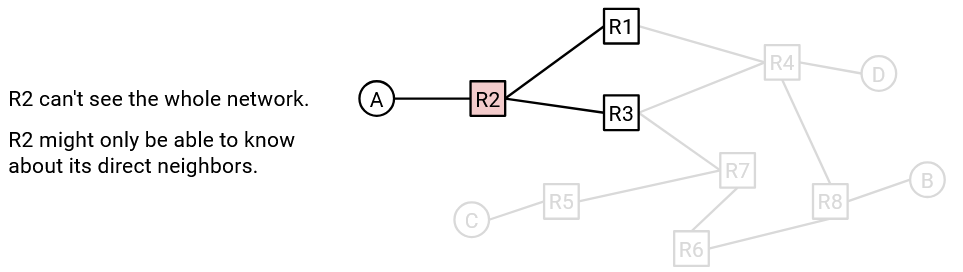 R2 can't see the whole network.
R2 might only be able to know
about its direct neighbors.
A
R2
R1
R3
R4
D
R7
R5
C
R6
R8
B